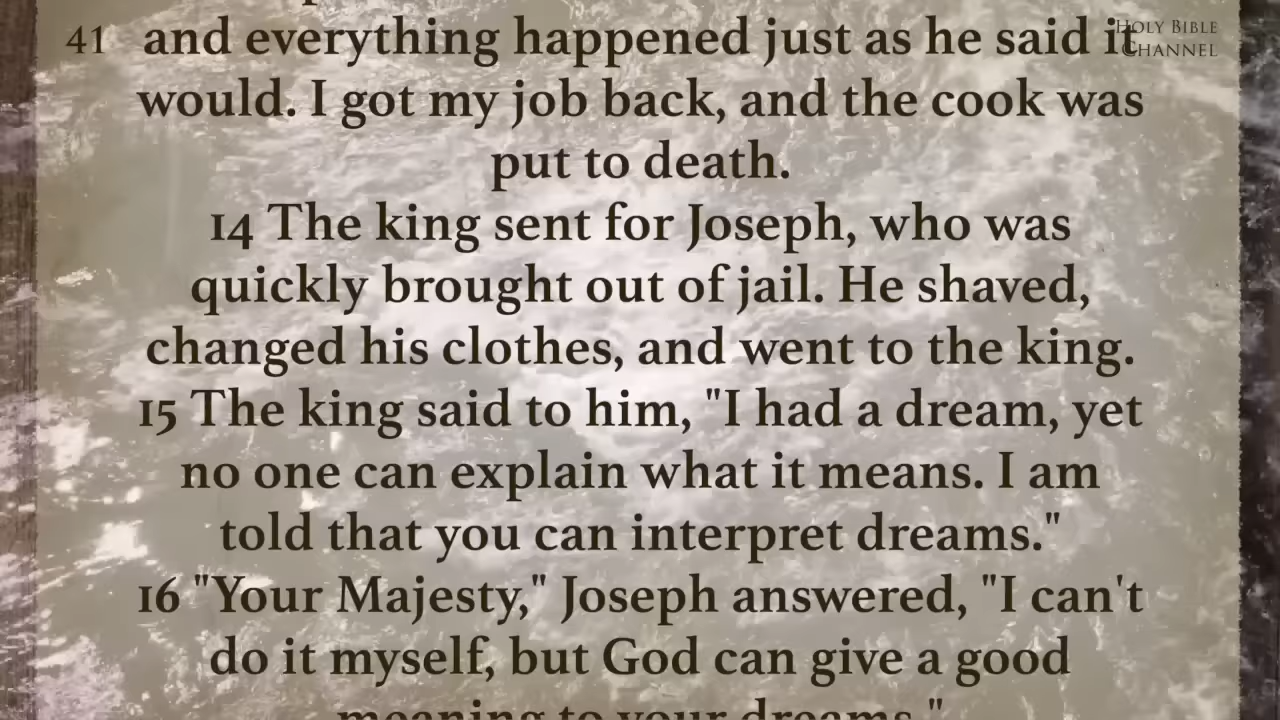 41 and everything happened just as he said it
would. I got my job back, and the cook was
put to death.
14 The king sent for Joseph, who was
quickly brought out of jail. He shaved,
changed his clothes, and went to the king.
15 The king said to him, "I had a dream, yet
no one can explain what it means. I am
told that you can interpret dreams."
16 "Your Majesty," Joseph answered, "I can't
do it myself, but God can give a good
meaning to your dreams."
Holy Bible
Channel